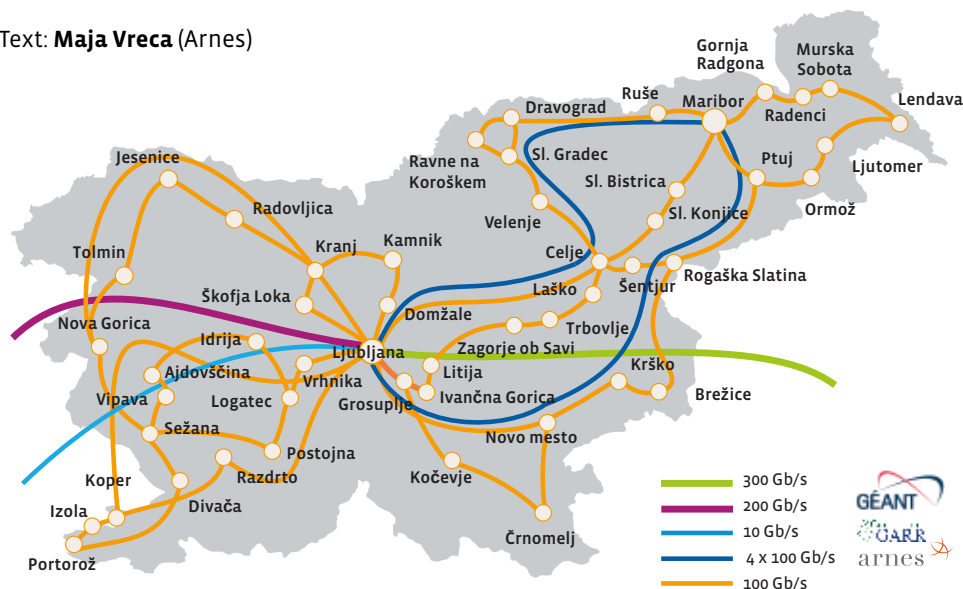 Text: Maja Vreca (Arnes)
Gornja
Radgona
Murska
Sobota
Ruše
Maribor
Dravograd
Lendava
Radenci
Jesenice
Ravne na
Koroškem
Sl. Gradec
Ptuj
Ljutomer
Sl. Bistrica
Radovljica
Ormož
Velenje
Sl. Konjice
Kranj
Kamnik
Tolmin
Celje
Rogaška Slatina
Šentjur
Laško
Škofja Loka
Domžale
Nova Gorica
Trbovlje
Idrija
Ljubljana
Zagorje ob Savi
Krško
Ajdovščina
Vrhnika
Litija
Brežice
Vipava
Logatec
Grosuplje
Ivančna Gorica
Sežana
Novo mesto
Postojna
Koper
Razdrto
Kočevje
Divača
Izola
Črnomelj
Portorož
300 Gb/s
200 Gb/s
10 Gb/s
4 x 100 Gb/s
100 Gb/s
GÉANT
GARR
arnes